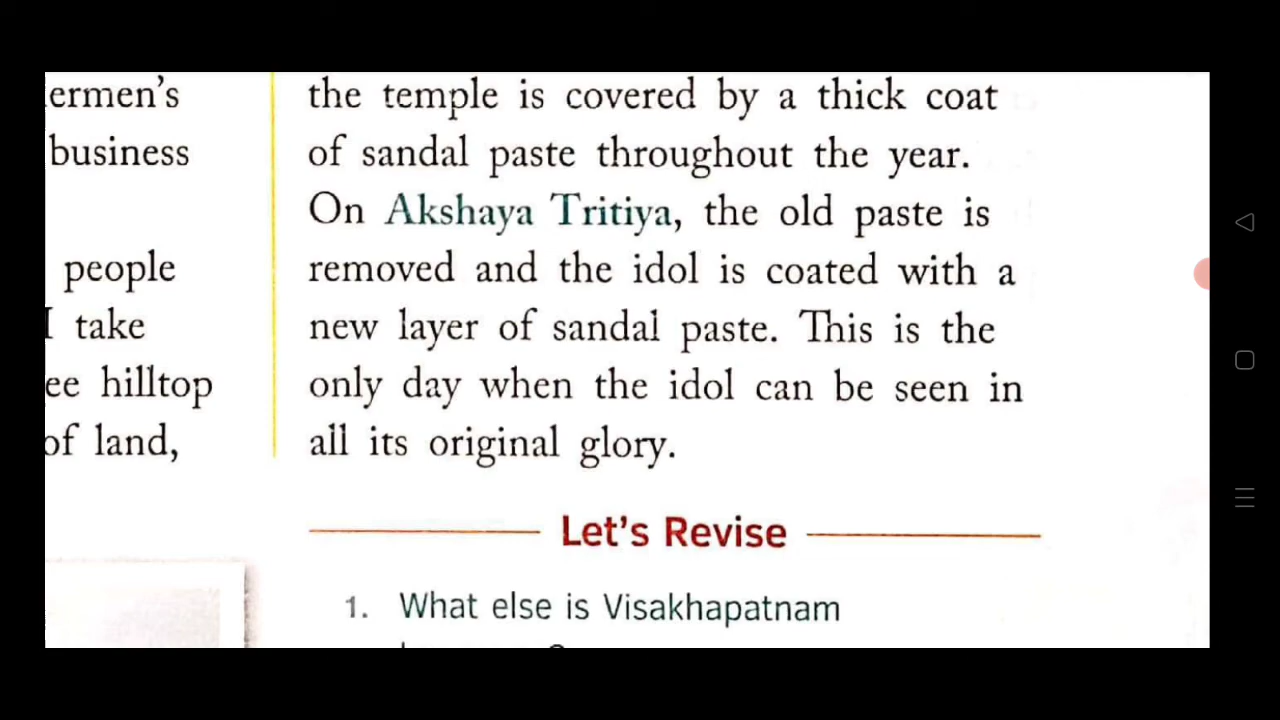 ermen's
business
people
take
ee hilltop
of land,
the temple is covered by a thick coat
of sandal paste throughout the year.
On Akshaya Tritiya, the old paste is
removed and the idol is coated with a
new layer of sandal paste. This is the
only day when the idol can be seen in
all its original glory.
Let's Revise
1. What else is Visakhapatnam